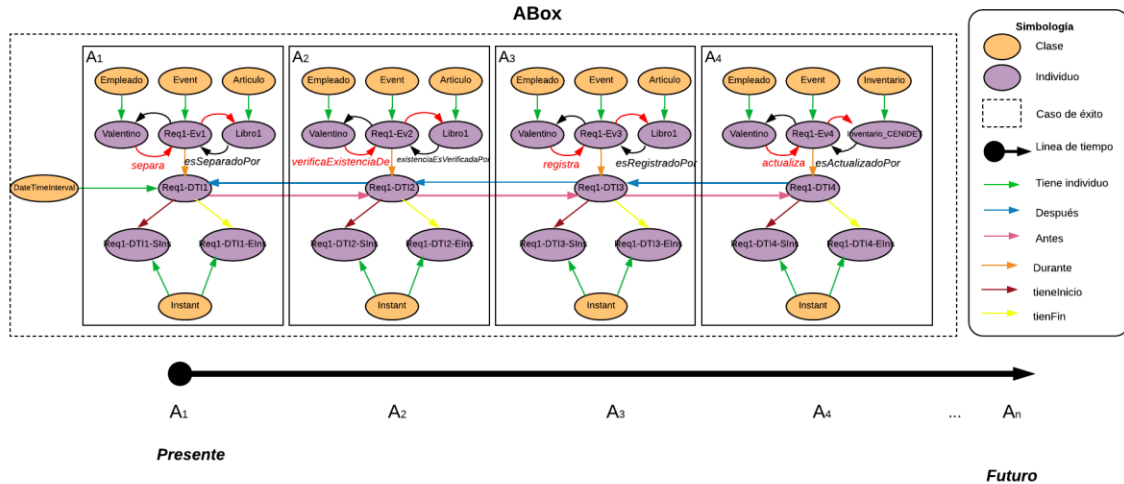 ABox
A1
Empleado
Event
Articulo
Valentino
Req1-Ev1
Libro1
separa
esSeparadoPor
DateTimeInterval
Req1-DTI1
Req1-DTI1-SIns
Req1-DTI1-EIns
Instant
A2
Empleado
Event
Artículo
Valentino
Req1-Ev2
Libro1
verificaExistenciaDe
existenciaEsVerificadaPor
Req1-DTI2
Req1-DTI2-SIns
Req1-DTI2-EIns
Instant
A3
Empleado
Event
Articulo
Valentino
Req1-Ev3
Libro1
registra
esRegistradoPor
Req1-DTI3
Req1-DTI3-SIns
Req1-DTI3-EIns
Instant
A4
Empleado
Event
Inventario
Valentino
Req1-Ev4
Inventario_CENIDET
actualiza
esActualizadoPor
Req1-DTI4
Req1-DTI4-SIns
Req1-DTI4-EIns
Instant
Simbología
Clase
Individuo
Caso de éxito
Linea de tiempo
Tiene individuo
Después
Antes
Durante
tieneInicio
tienFin
A1 A2 A3 A4 ... An
Presente
Futuro